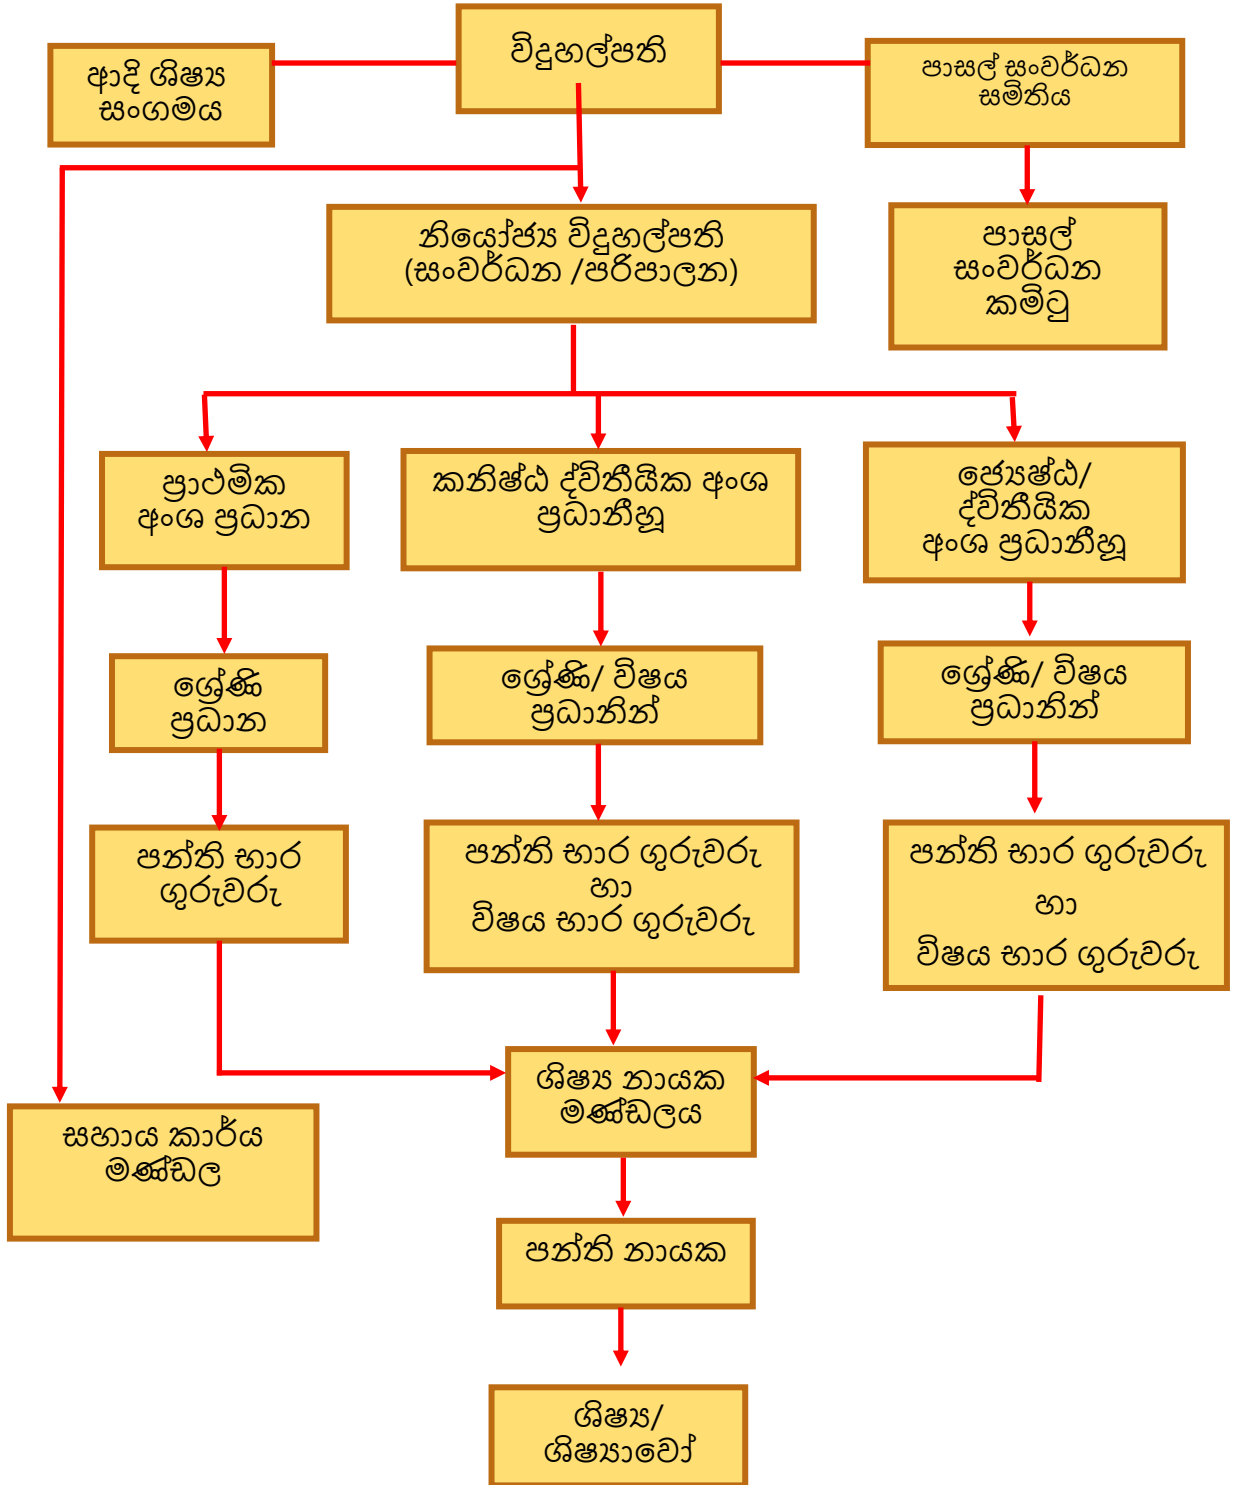 විදුහල්පති
ආදි ශිෂ්‍ය
සංගමය
පාසල් සංවර්ධන
සමිතිය
නියෝජ්‍ය විදුහල්පති
(සංවර්ධන /පරිපාලන)
පාසල්
සංවර්ධන
කමිටු
ප්‍රාථමික
අංශ ප්‍රධාන
කනිෂ්ඨ ද්විතීයික අංශ
ප්‍රධානීහූ
ජ්‍යෙෂ්ඨ/
ද්විතීයික
අංශ ප්‍රධානීහූ
ශ්‍රේණි
ප්‍රධාන
ශ්‍රේණි/ විෂය
ප්‍රධානින්
ශ්‍රේණි/ විෂය
ප්‍රධානින්
පන්ති භාර
ගුරුවරු
පන්ති භාර ගුරුවරු
හා
විෂය භාර ගුරුවරු
පන්ති භාර ගුරුවරු
හා
විෂය භාර ගුරුවරු
ශිෂ්‍ය නායක
මණ්ඩලය
සහාය කාර්ය
මණ්ඩල
පන්ති නායක
ශිෂ්‍ය/
ශිෂ්‍යාවෝ